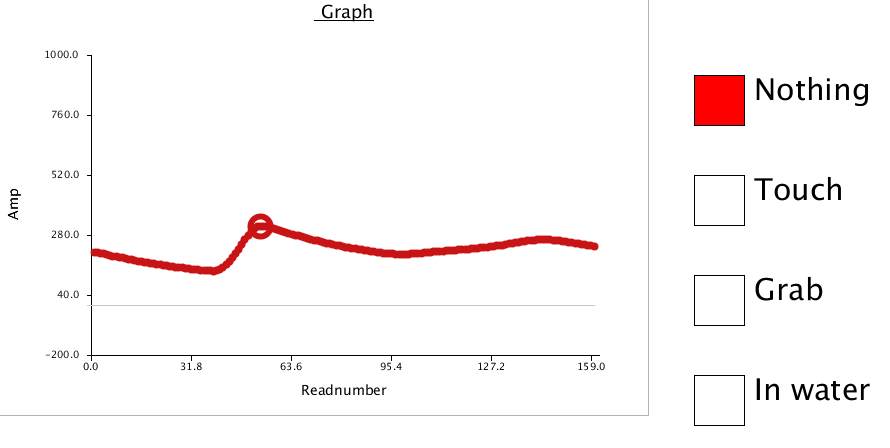 Graph
1000.0
760.0
520.0
280.0
40.0
-200.0
Amp
0.0 31.8 63.6 95.4 127.2 159.0
Readnumber
Nothing
Touch
Grab
In water